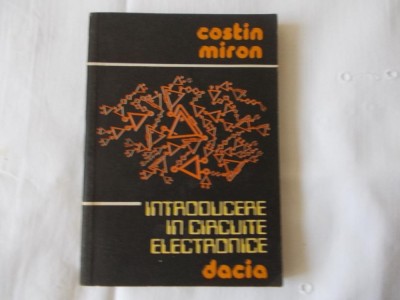 costin
miron
INTRODUCERE
IN CIRCUITE
ELECTRONICE
dacia